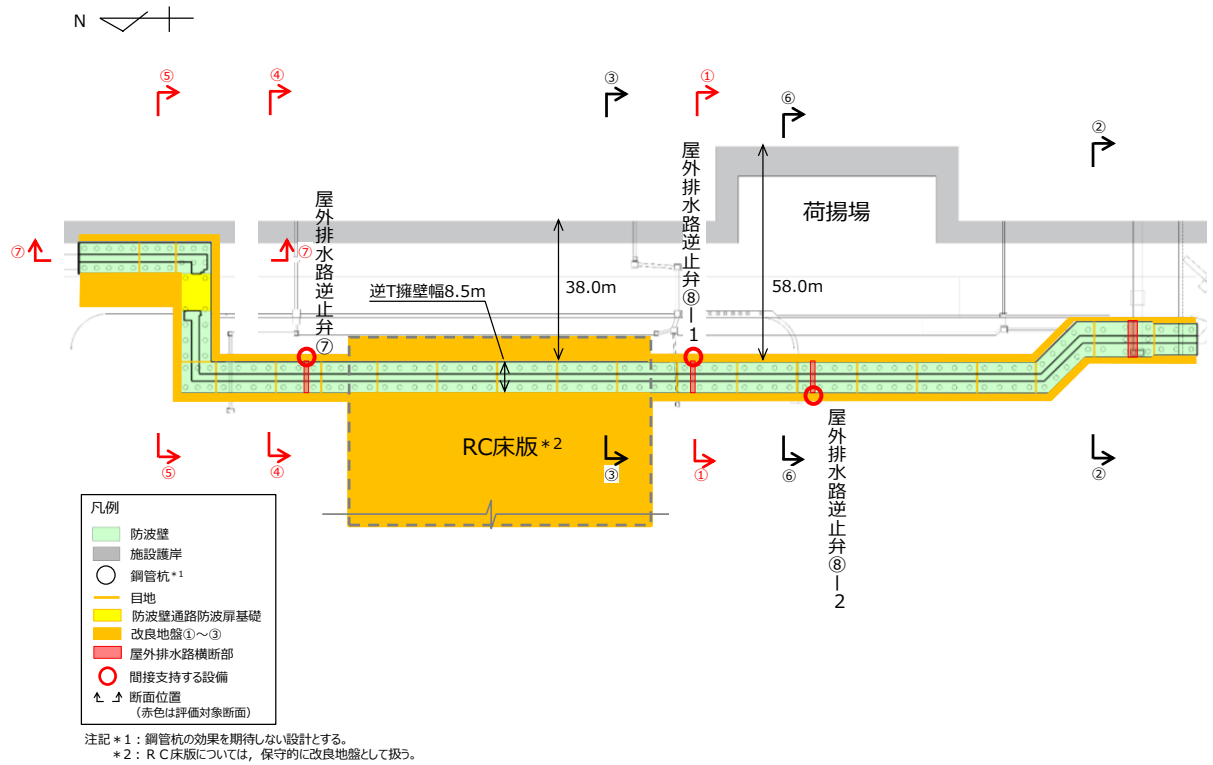 N
⑤
④
③
①
⑥
②
屋外排水路逆止弁⑦
屋外排水路逆止弁⑧ー1
荷揚場
⑦
⑦
逆T擁壁幅8.5m
38.0m
58.0m
RC床版*2
屋外排水路逆止弁⑧ー2
⑤
④
③
①
⑥
②
凡例
防波壁
施設護岸
鋼管杭*1
目地
防波壁通路防波扉基礎
改良地盤①~③
屋外排水路横断部
間接支持する設備
断面位置
(赤色は評価対象断面)
注記*1:鋼管杭の効果を期待しない設計とする。
*2:RC床版については,保守的に改良地盤として扱う。